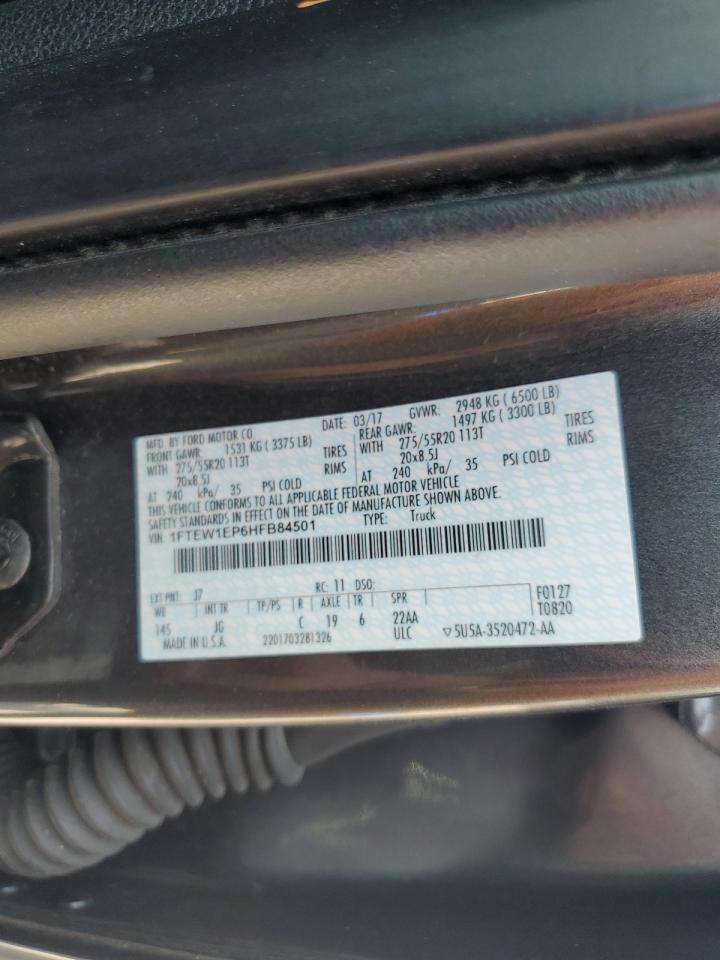 MFD. BY FORD MOTOR CO. DATE: 03/17 GVWR: 2948 KG ( 6500 LB)
FRONT GAWR: 1531 KG ( 3375 LB) REAR GAWR: 1497 KG ( 3300 LB)
WITH 275/55R20 113T TIRES WITH 275/55R20 113T TIRES
20x8.5J RIMS 20x8.5J RIMS
AT 240 kPa/ 35 PSI COLD AT 240 kPa/ 35 PSI COLD
THIS VEHICLE CONFORMS TO ALL APPLICABLE FEDERAL MOTOR VEHICLE
SAFETY STANDARDS IN EFFECT ON THE DATE OF MANUFACTURE SHOWN ABOVE.
VIN: 1FTEW1EP6HFB84501 TYPE: Truck
EXT PNT: J7 RC: 11 DSO: F0127
WB INT TR TP/PS R AXLE TR SPR T0820
145 JG C 19 6 22AA
MADE IN U.S.A. 2201703281326 ULC ▽5U5A-3520472-AA